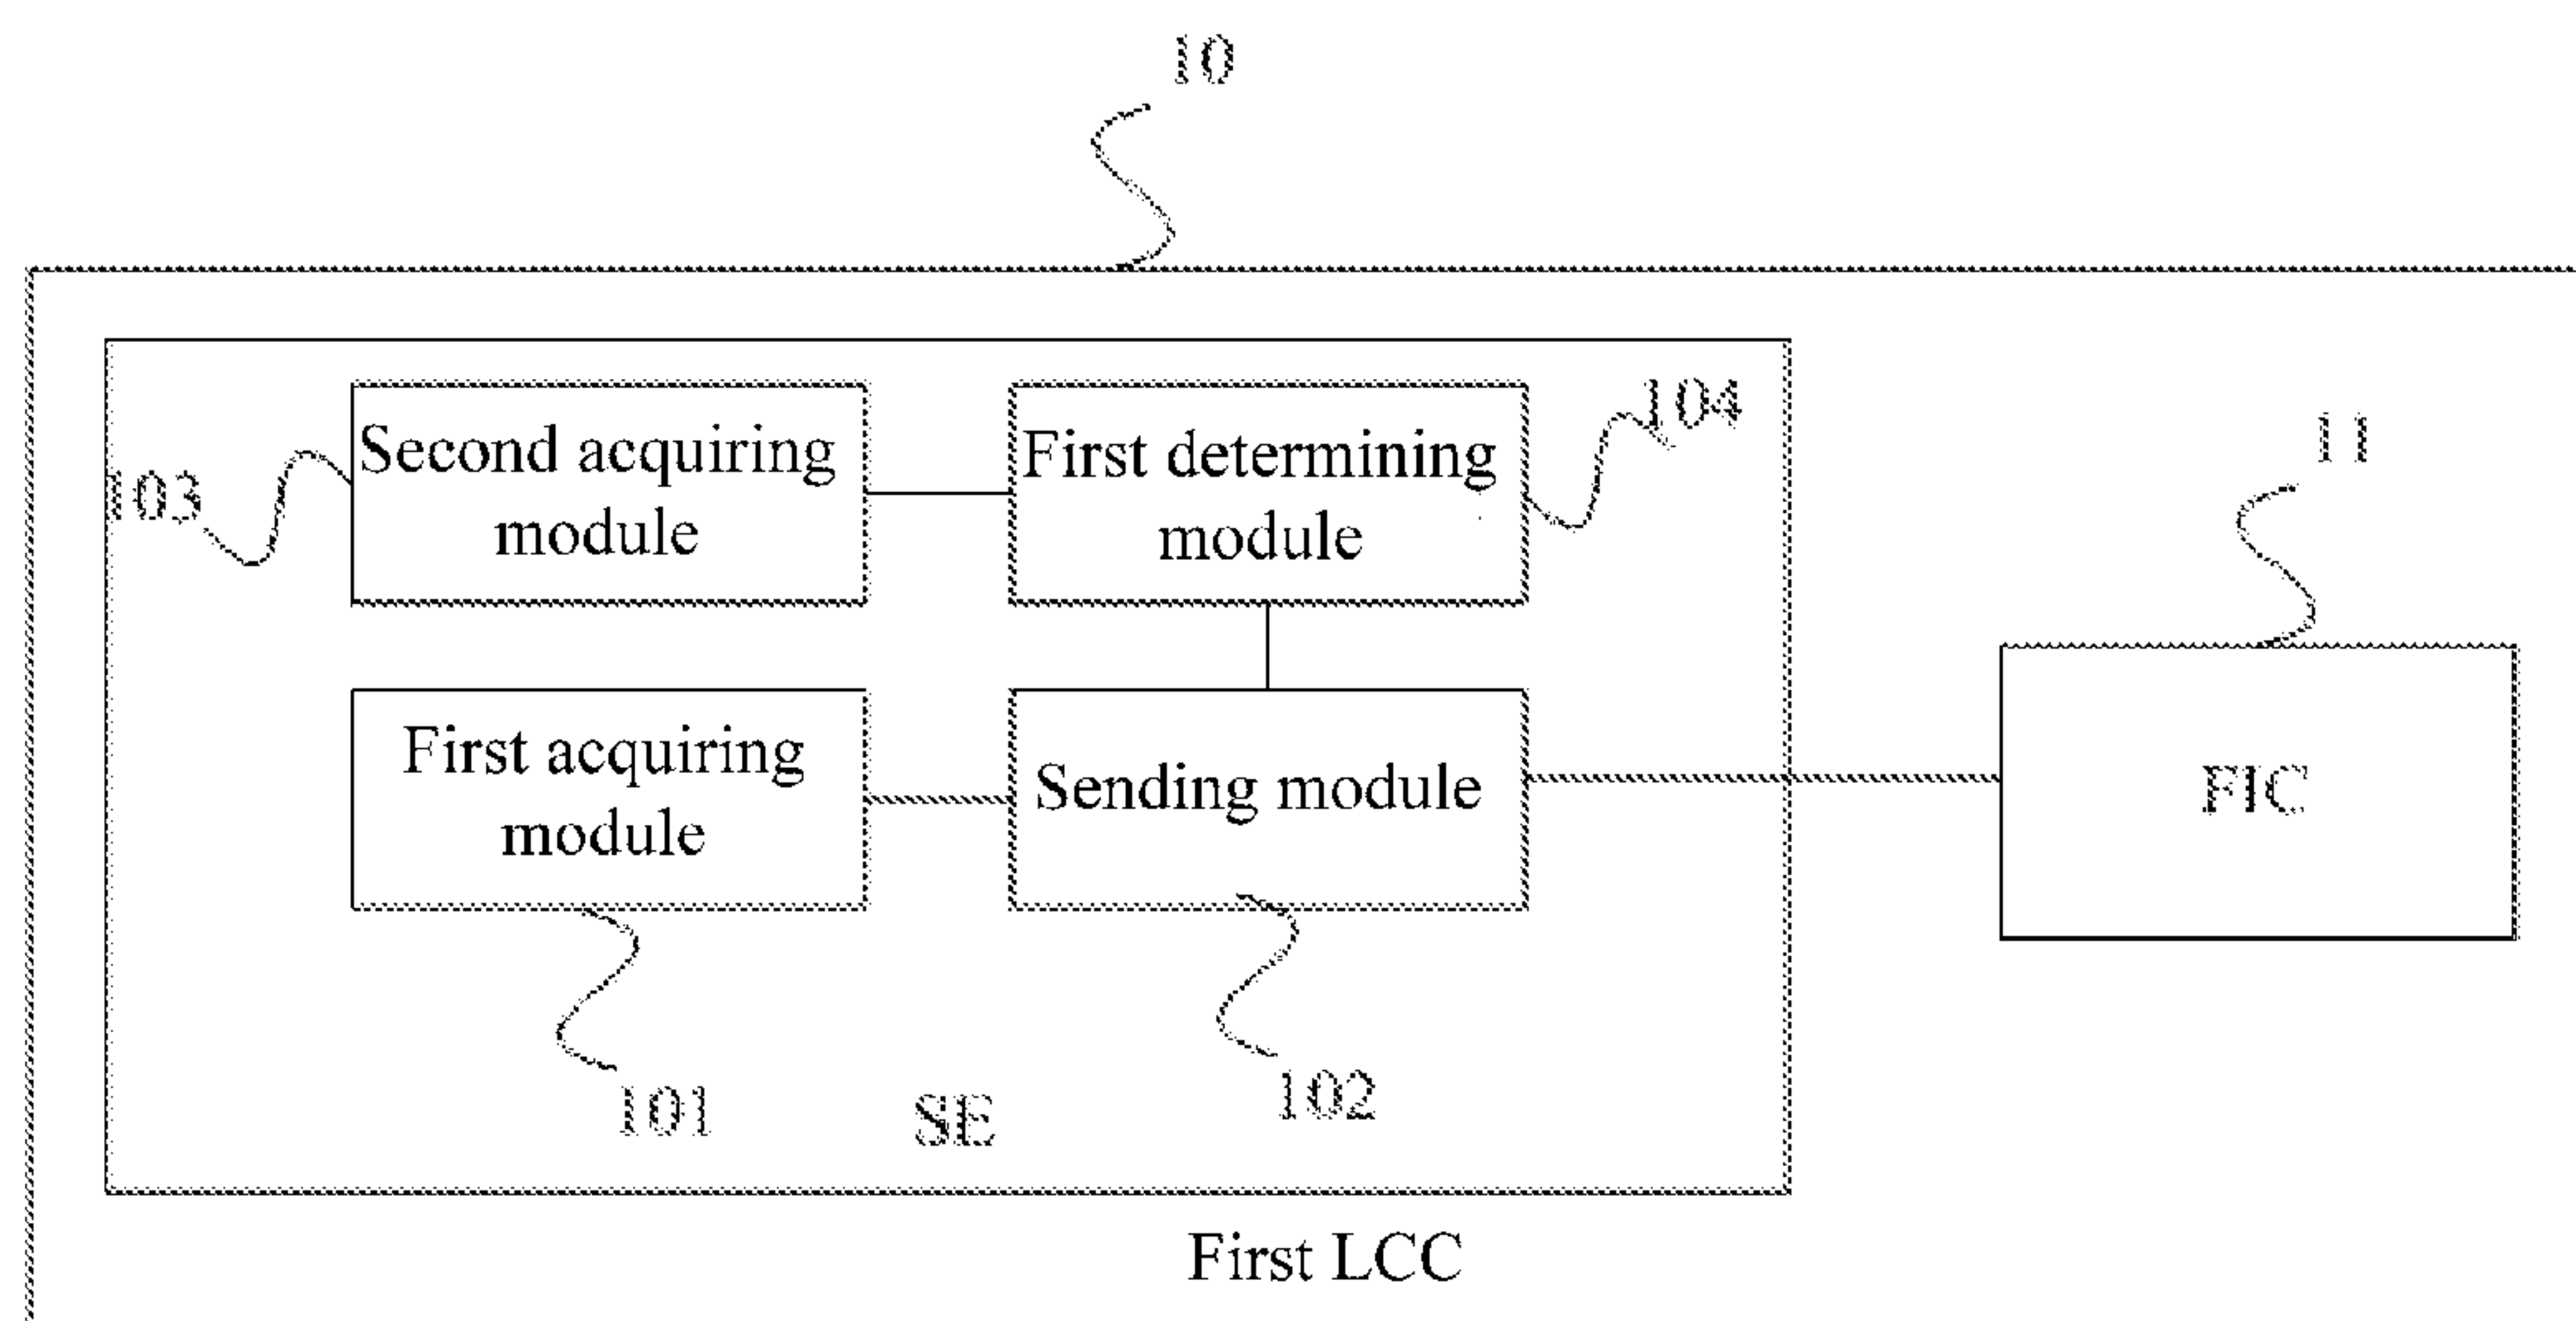 10
104
11
Second acquiring
module
First determining
module
103
First acquiring
module
Sending module
FIC
101
SE
102
First LCC